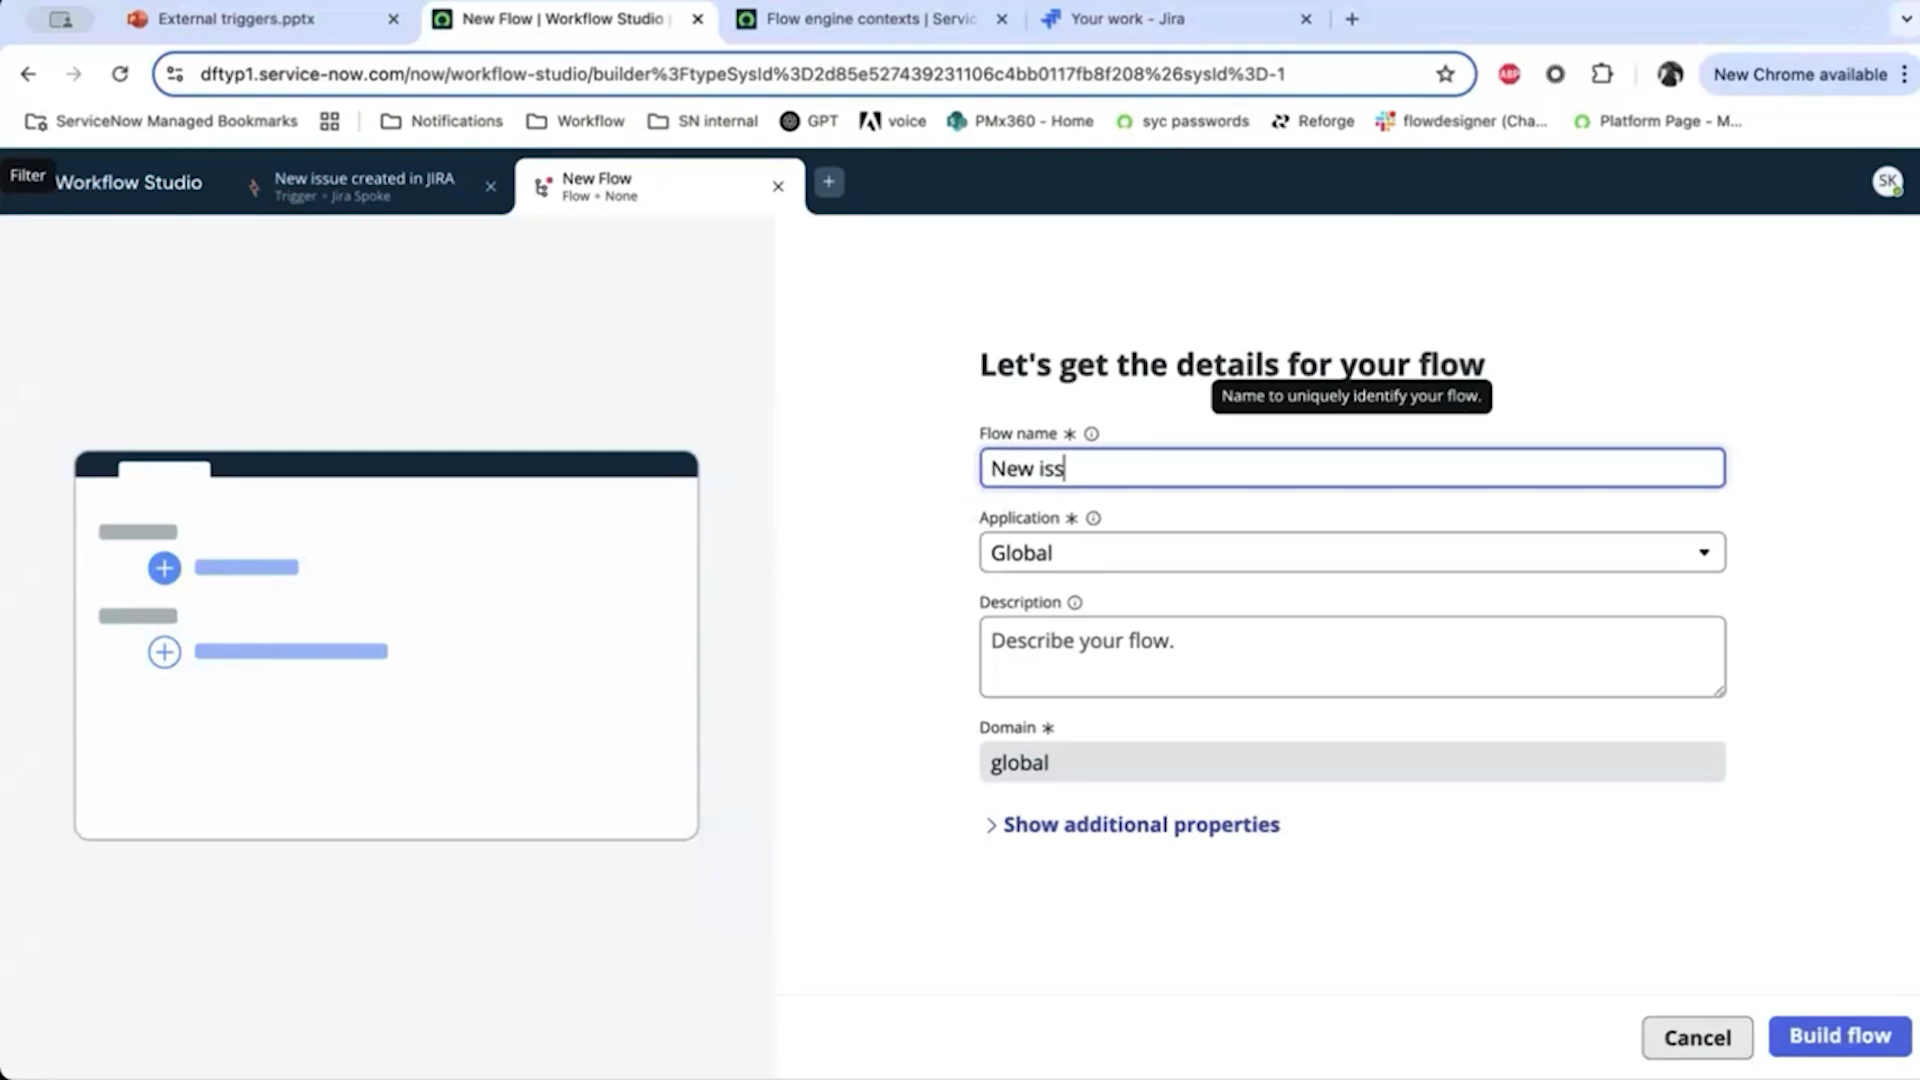 External triggers.pptx
New Flow | Workflow Studio
Flow engine contexts | Servic
Your work - Jira
dftyp1.service-now.com/now/workflow-studio/builder%3FtypeSysId%3D2d85e527439231106c4bb0117fb8f208%26sysId%3D-1
ABP
New Chrome available
ServiceNow Managed Bookmarks
Notifications
Workflow
SN internal
GPT
voice
PMx360 - Home
syc passwords
Reforge
flowdesigner (Cha...
Platform Page - M...
Filter
Workflow Studio
New issue created in JIRA
Trigger • Jira Spoke
New Flow
Flow • None
SK
Let's get the details for your flow
Name to uniquely identify your flow.
Flow name *
New iss
Application *
Global
Description
Describe your flow.
Domain *
global
Show additional properties
Cancel
Build flow